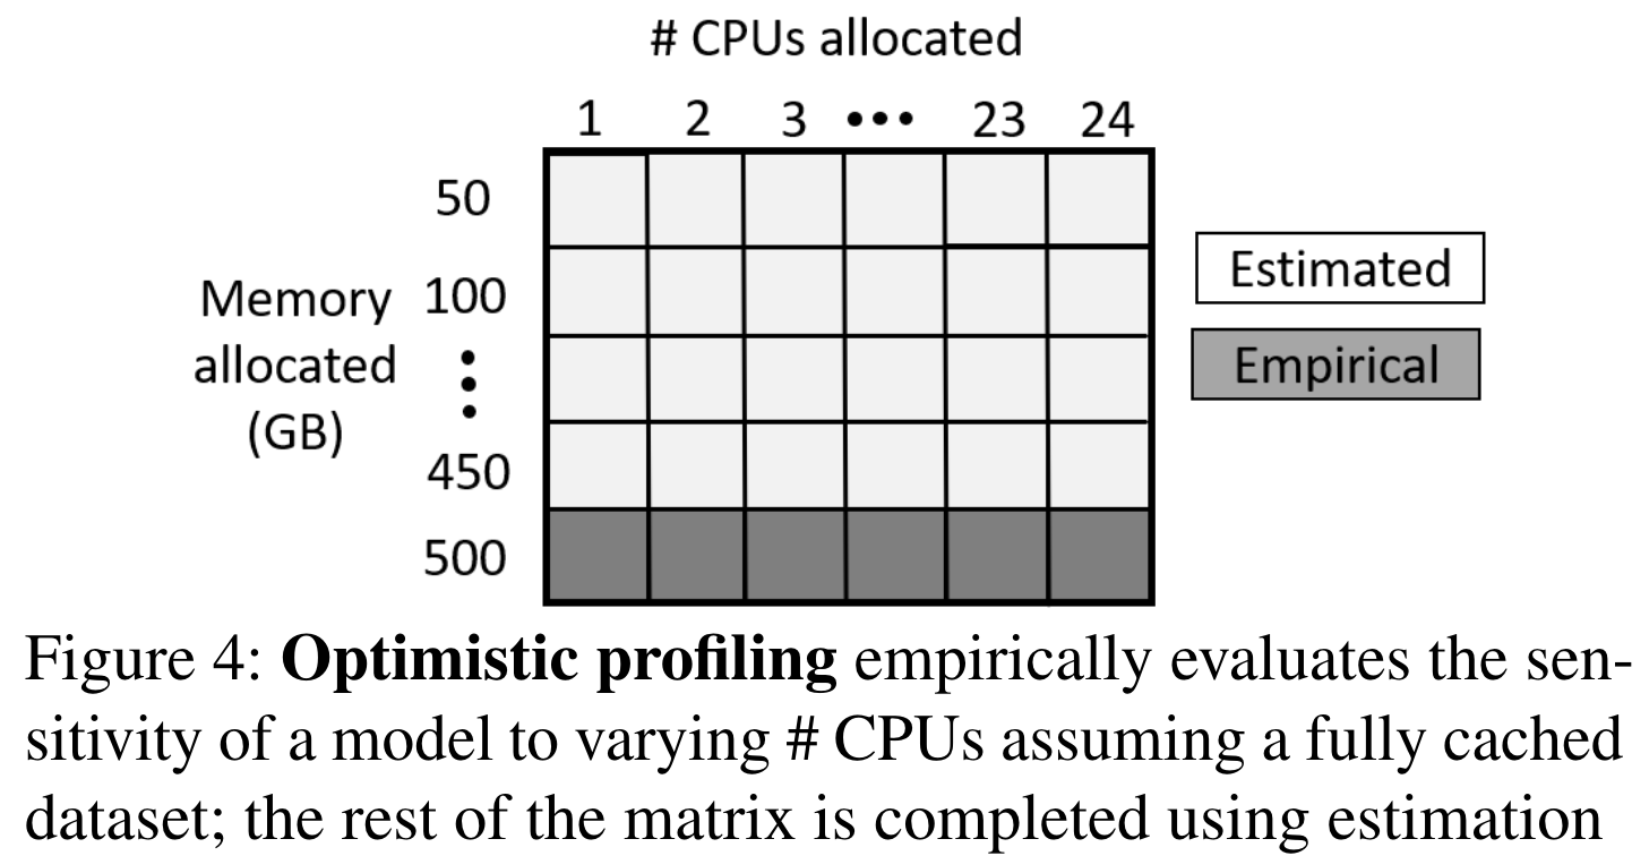 # CPUs allocated
1 2 3 ••• 23 24
50
Memory allocated (GB)
100
450
500
Estimated
Empirical
Figure 4: Optimistic profiling empirically evaluates the sen-
sitivity of a model to varying # CPUs assuming a fully cached
dataset; the rest of the matrix is completed using estimation